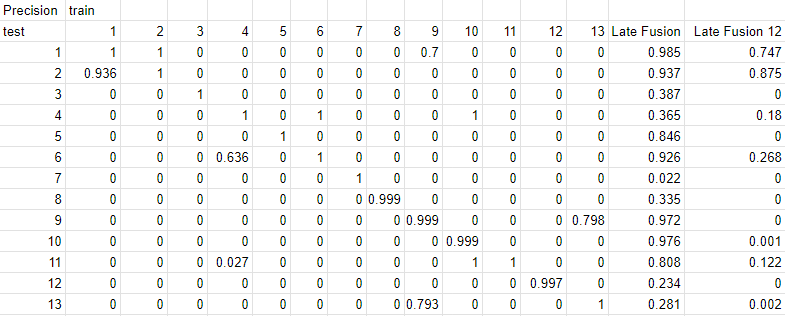 Precision train
test 1 2 3 4 5 6 7 8 9 10 11 12 13 Late Fusion Late Fusion 12
1 1 1 0 0 0 0 0 0 0.7 0 0 0 0 0.985 0.747
2 0.936 1 0 0 0 0 0 0 0 0 0 0 0 0.937 0.875
3 0 0 1 0 0 0 0 0 0 0 0 0 0 0.387 0
4 0 0 0 1 0 1 0 0 0 1 0 0 0 0.365 0.18
5 0 0 0 0 1 0 0 0 0 0 0 0 0 0.846 0
6 0 0 0 0.636 0 1 0 0 0 0 0 0 0 0.926 0.268
7 0 0 0 0 0 0 1 0 0 0 0 0 0 0.022 0
8 0 0 0 0 0 0 0 0.999 0 0 0 0 0 0.335 0
9 0 0 0 0 0 0 0 0 0.999 0 0 0 0.798 0.972 0
10 0 0 0 0 0 0 0 0 0 0.999 0 0 0 0.976 0.001
11 0 0 0 0.027 0 0 0 0 0 1 1 0 0 0.808 0.122
12 0 0 0 0 0 0 0 0 0 0 0 0.997 0 0.234 0
13 0 0 0 0 0 0 0 0 0.793 0 0 0 1 0.281 0.002